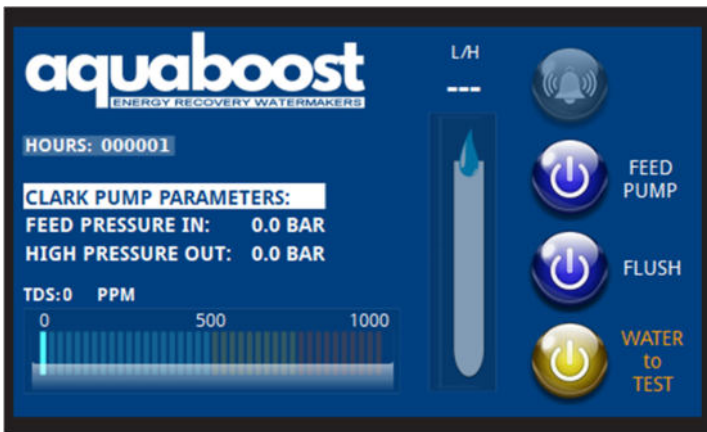 aquaboost
ENERGY RECOVERY WATERMAKERS
HOURS: 000001
CLARK PUMP PARAMETERS:
FEED PRESSURE IN: 0.0 BAR
HIGH PRESSURE OUT: 0.0 BAR
TDS:0 PPM
0 500 1000
L/H
---
FEED
PUMP
FLUSH
WATER
to
TEST